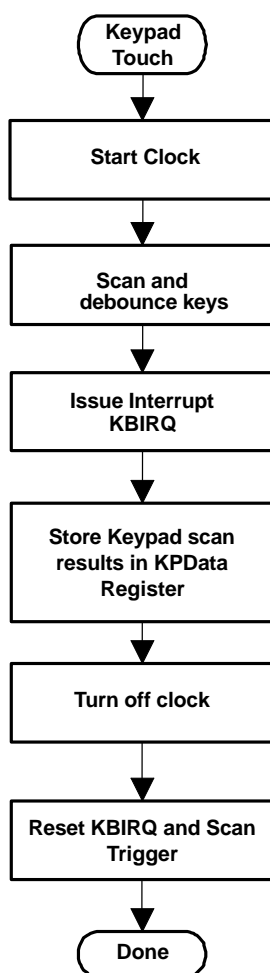 Keypad
Touch
Start Clock
Scan and
debounce keys
Issue Interrupt
KBIRQ
Store Keypad scan
results in KPData
Register
Turn off clock
Reset KBIRQ and Scan
Trigger
Done